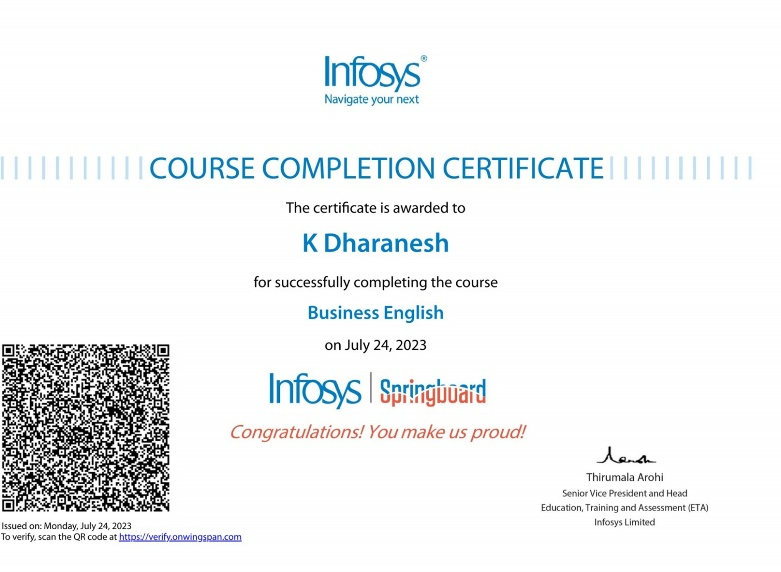 Infosys®
Navigate your next
COURSE COMPLETION CERTIFICATE
The certificate is awarded to
K Dharanesh
for successfully completing the course
Business English
on July 24, 2023
Infosys | Springboard
Congratulations! You make us proud!
Thirumala Arohi
Senior Vice President and Head
Education, Training and Assessment (ETA)
Infosys Limited
Issued on: Monday, July 24, 2023
To verify, scan the QR code at https://verify.onwingspan.com